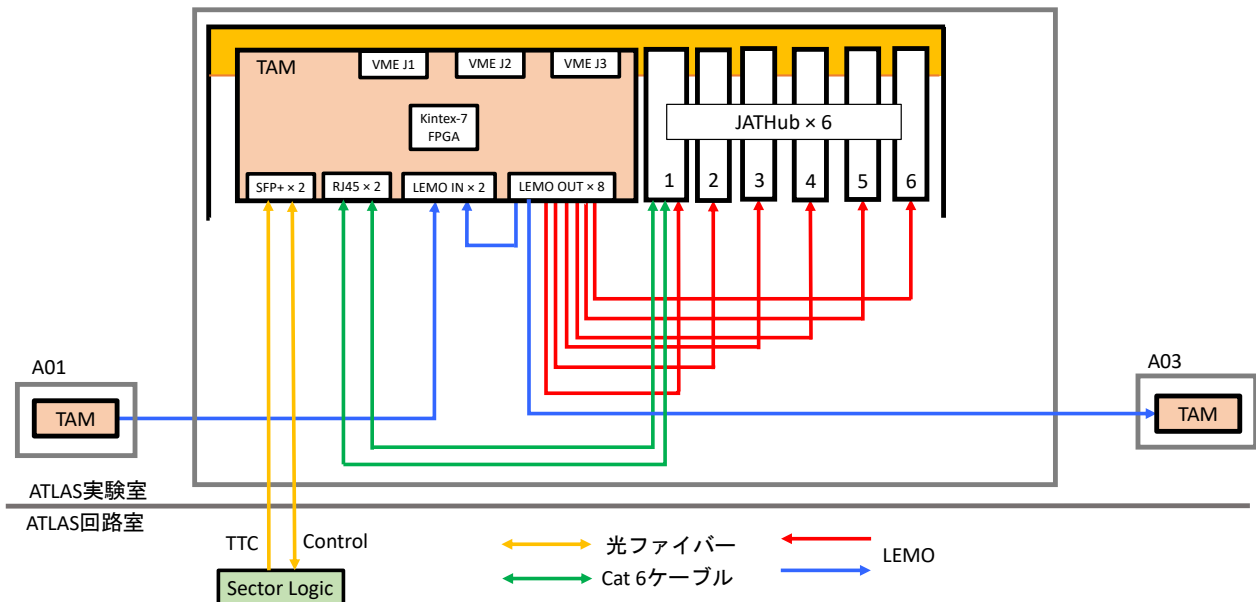 TAM
VME J1
VME J2
VME J3
Kintex-7
FPGA
JATHub × 6
SFP+ × 2
RJ45 × 2
LEMO IN × 2
LEMO OUT × 8
1
2
3
4
5
6
A01
TAM
A03
TAM
ATLAS実験室
ATLAS回路室
TTC
Control
Sector Logic
光ファイバー
Cat 6ケーブル
LEMO